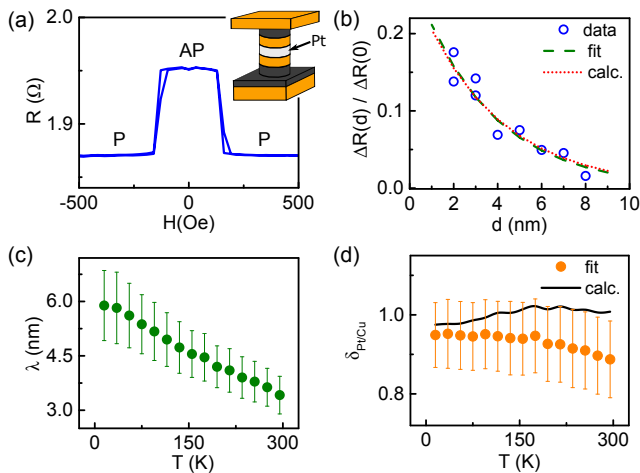 (a)
2.0
1.9
R (Ω)
AP
P
P
Pt
-500
0
500
H(Oe)
(b)
0.2
0.1
0.0
ΔR(d) / ΔR(0)
data
fit
calc.
0
2
4
6
8
10
d (nm)
(c)
6.0
4.5
3.0
λ (nm)
0
150
300
T (K)
(d)
1.0
0.8
δPt/Cu
fit
calc.
0
150
300
T (K)